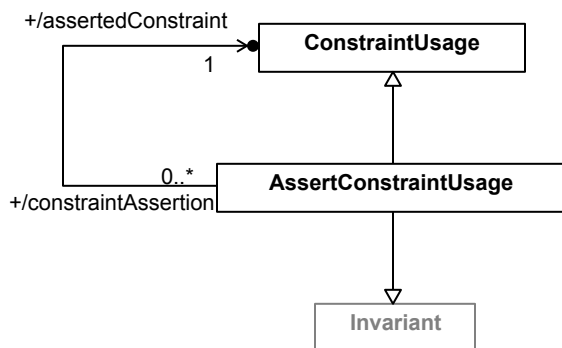 +/assertedConstraint
ConstraintUsage
1
0..*
AssertConstraintUsage
+/constraintAssertion
Invariant